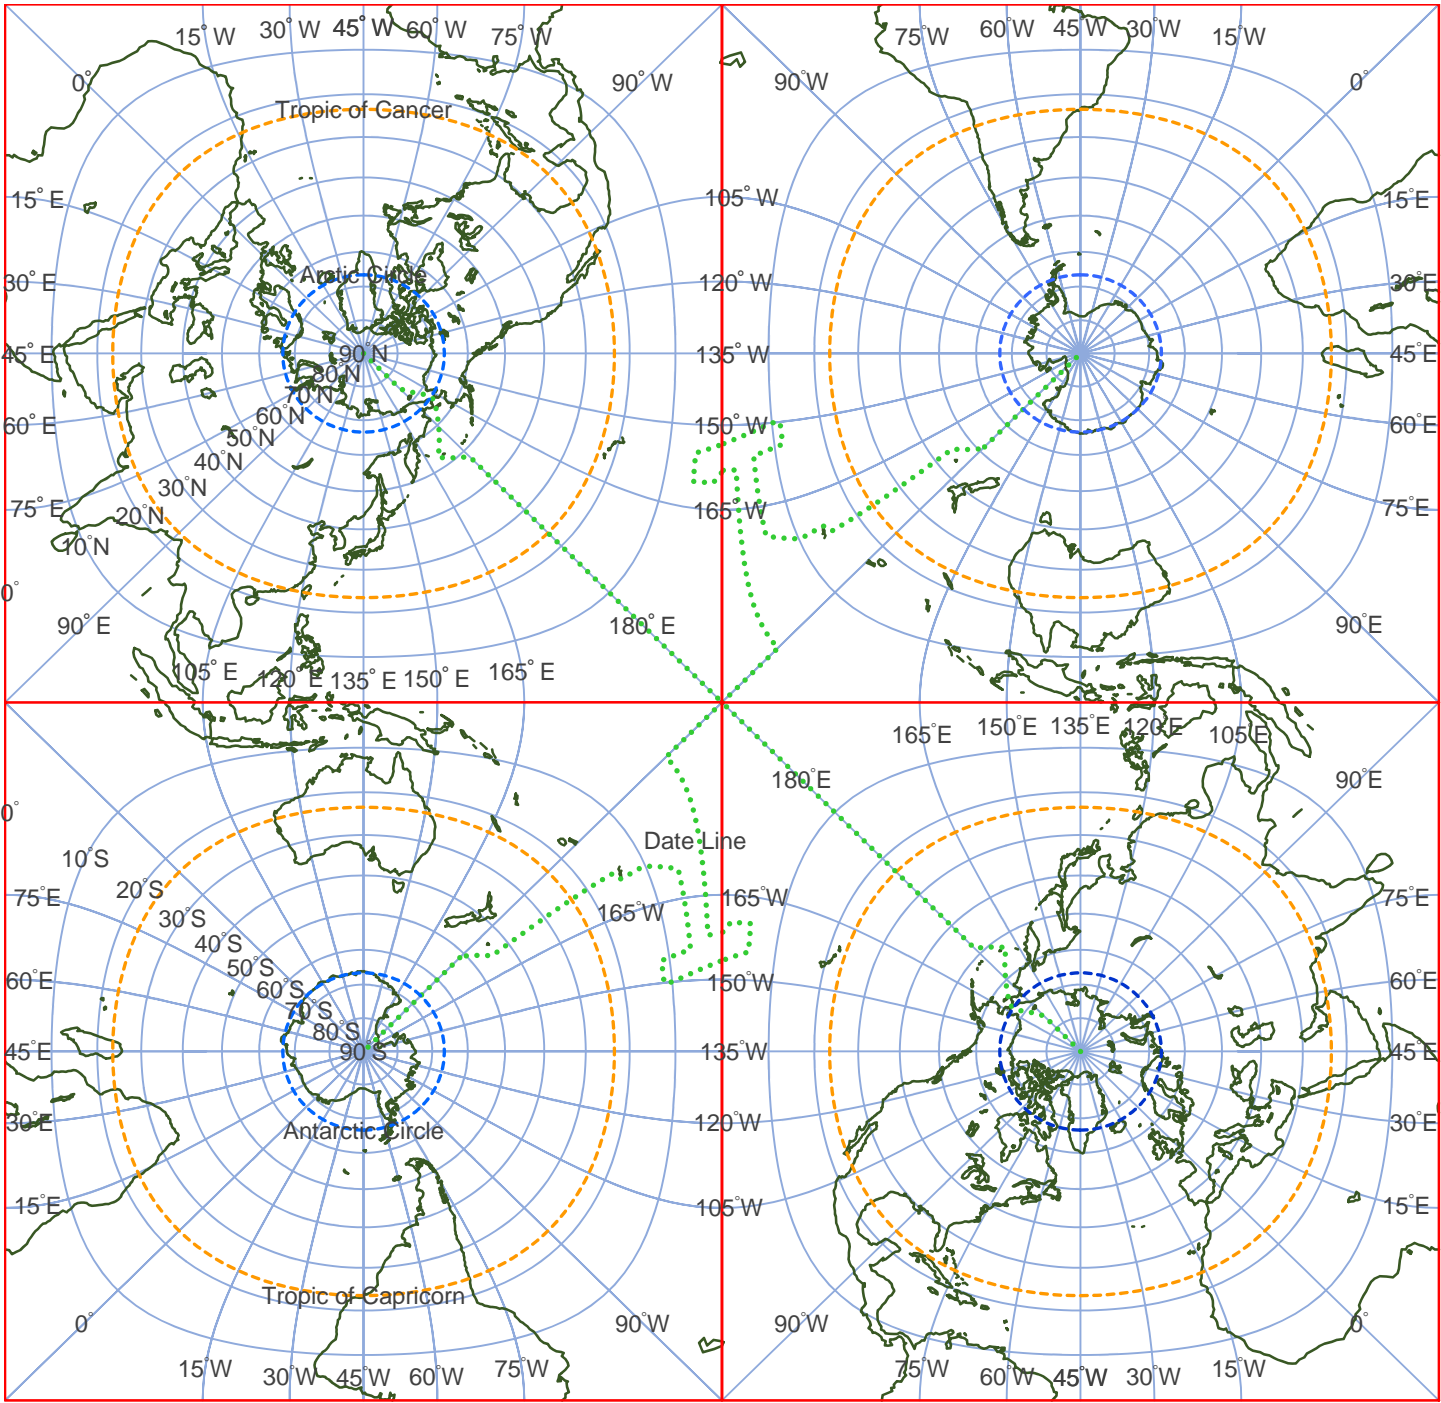 15° W 30° W 45° W 60° W 75° W
75°W 60°W 45°W 30°W 15°W
0° 90° W 90°W 0°
Tropic of Cancer
15° E 105° W 15°E
Arctic Circle
30° E 120° W 30°E
45° E 90°N 135° W 45°E
80°N
70°N
60° E 60°N 150° W 60°E
50°N
40°N
75° E 30°N 165° W 75°E
20°N
10°N
0°
90° E 180°E 90°E
105°E 120° E 135° E 150° E 165° E
165°E 150°E 135°E 120°E 105°E
180°E 90°E
0°
Date Line
10°S
20°S
75°E 30°S 165°W 165°W 75°E
40°S
50°S
60°E 60°S 150°W 60°E
70°S
80°S
45°E 90°S 135°W 45°E
30°E Antarctic Circle 120°W 30°E
15°E 105°W 15°E
Tropic of Capricorn
0° 90°W 90°W 0°
15°W 30°W 45°W 60°W 75°W
75°W 60°W 45°W 30°W 15°W